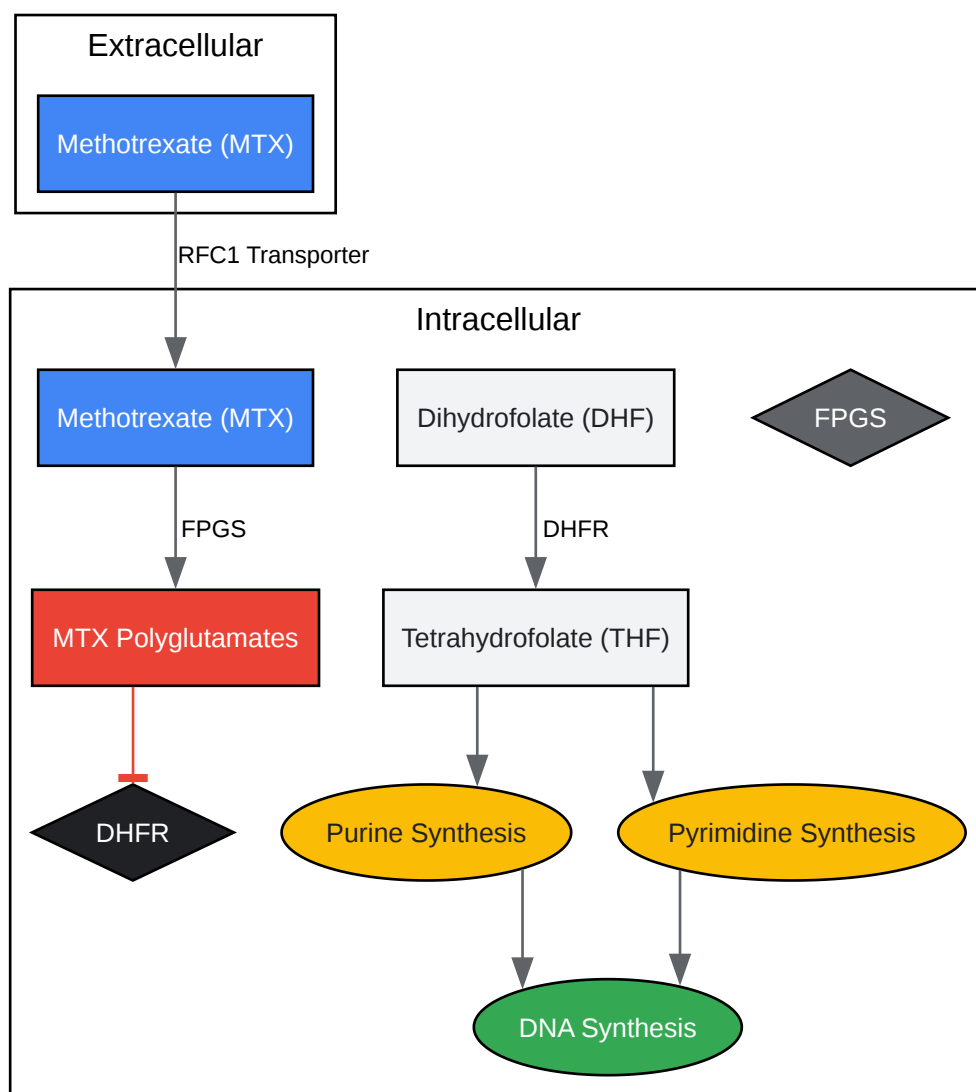 Extracellular
Methotrexate (MTX)
RFC1 Transporter
Intracellular
Methotrexate (MTX)
Dihydrofolate (DHF)
FPGS
FPGS
DHFR
MTX Polyglutamates
Tetrahydrofolate (THF)
DHFR
Purine Synthesis
Pyrimidine Synthesis
DNA Synthesis